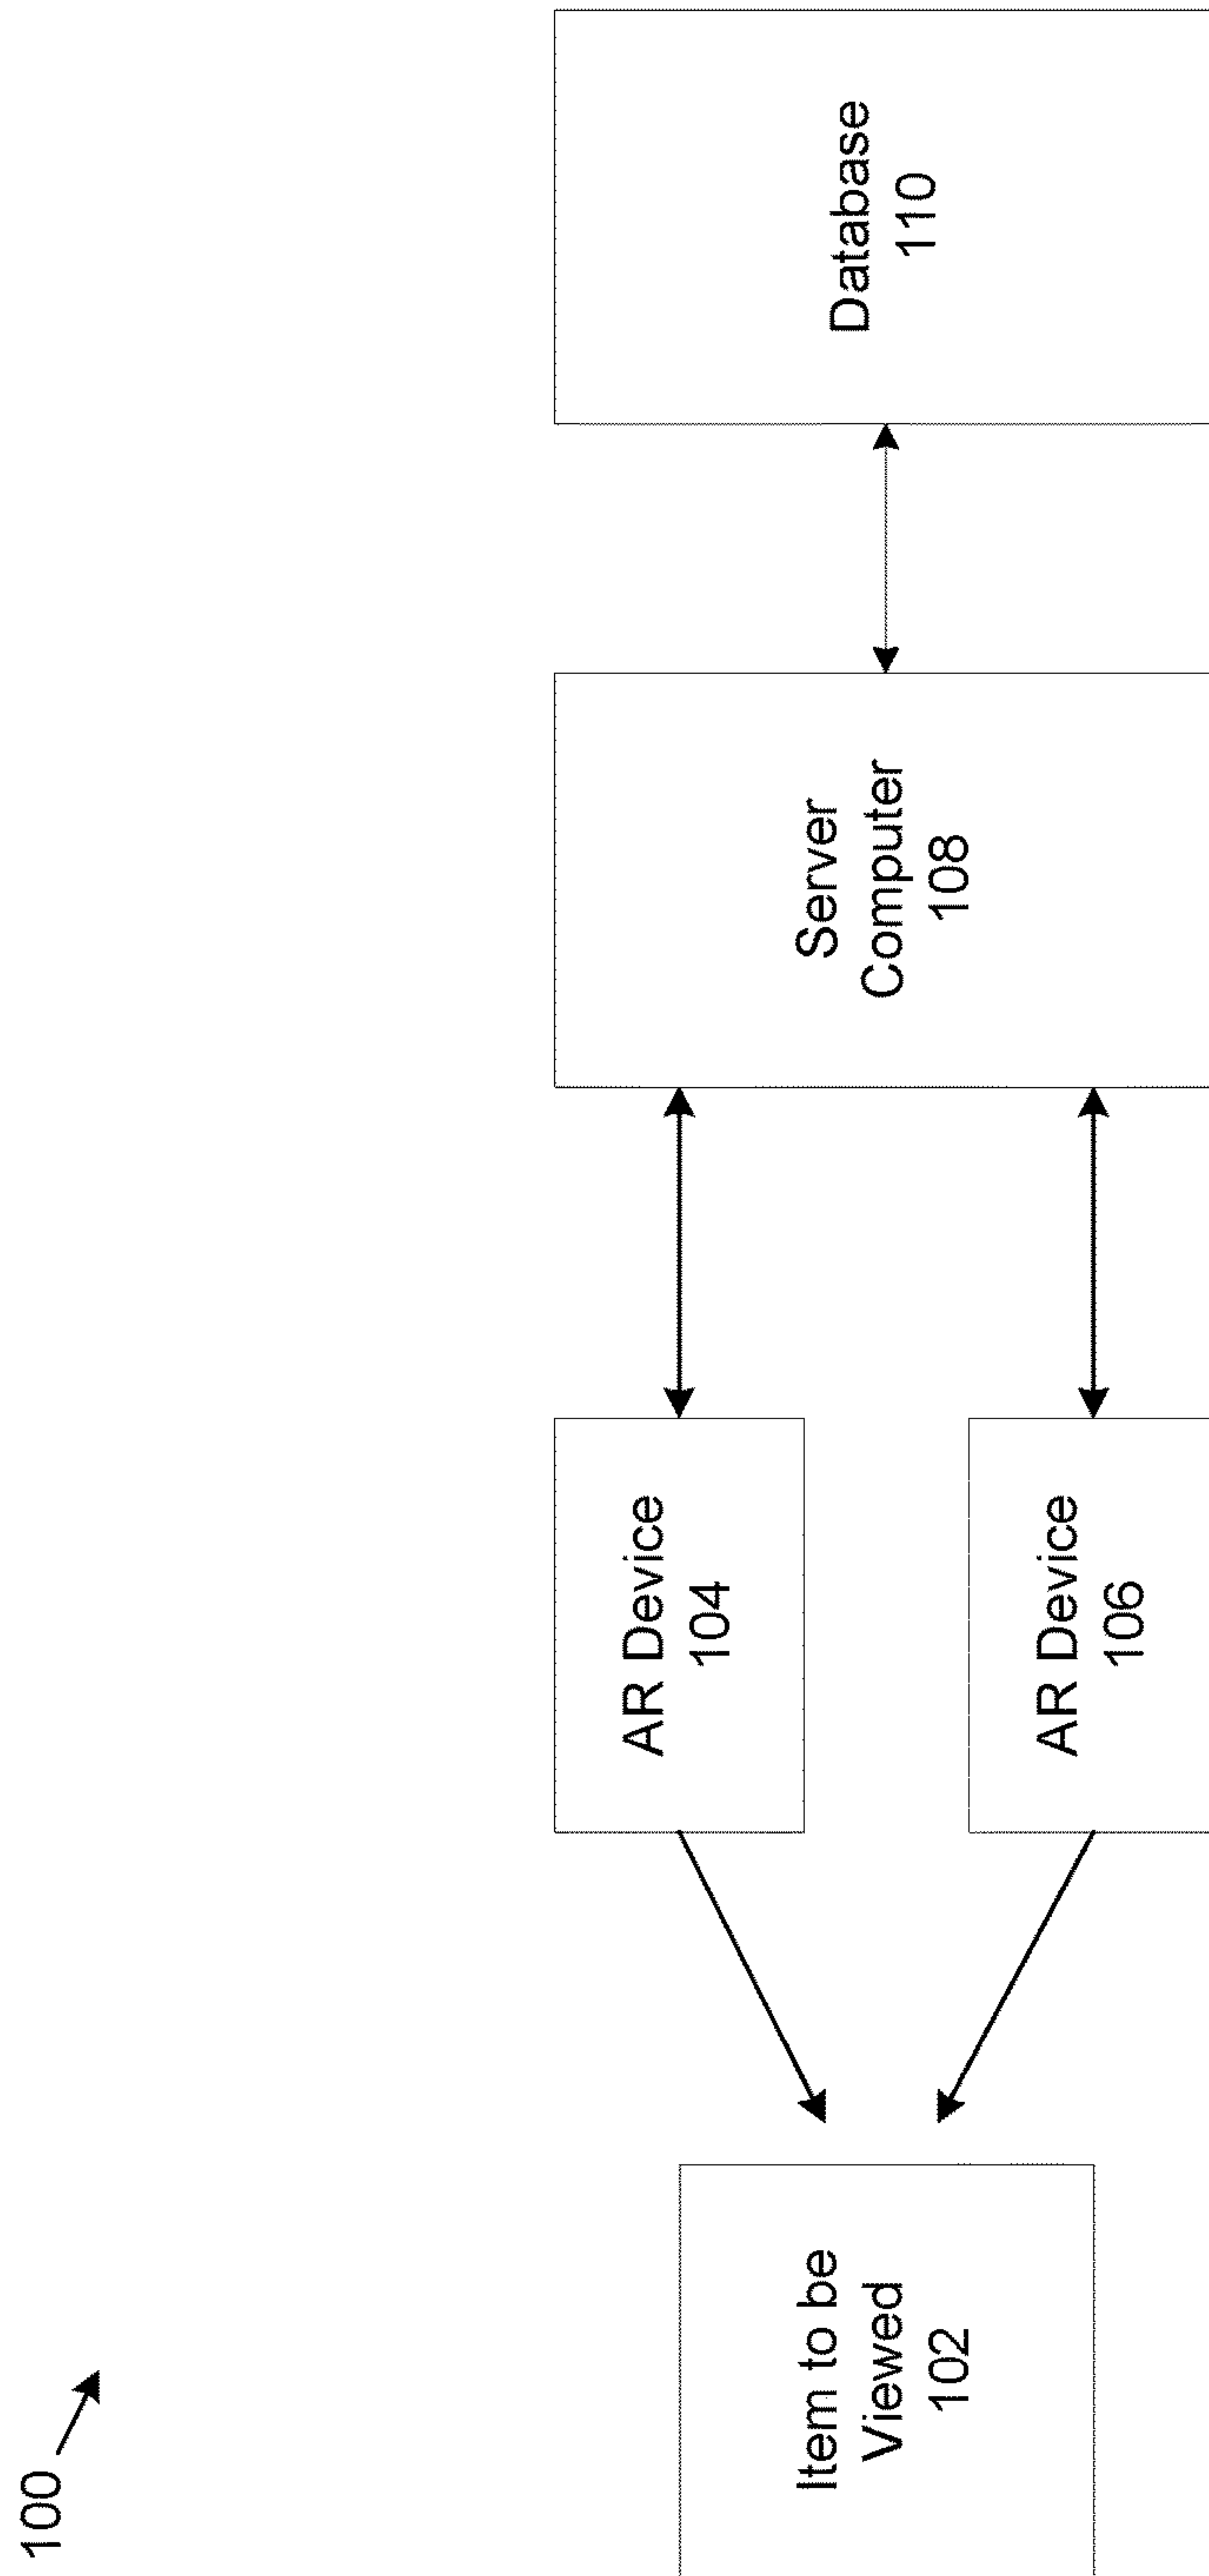 100
Item to be
Viewed
102
AR Device
104
AR Device
106
Server
Computer
108
Database
110